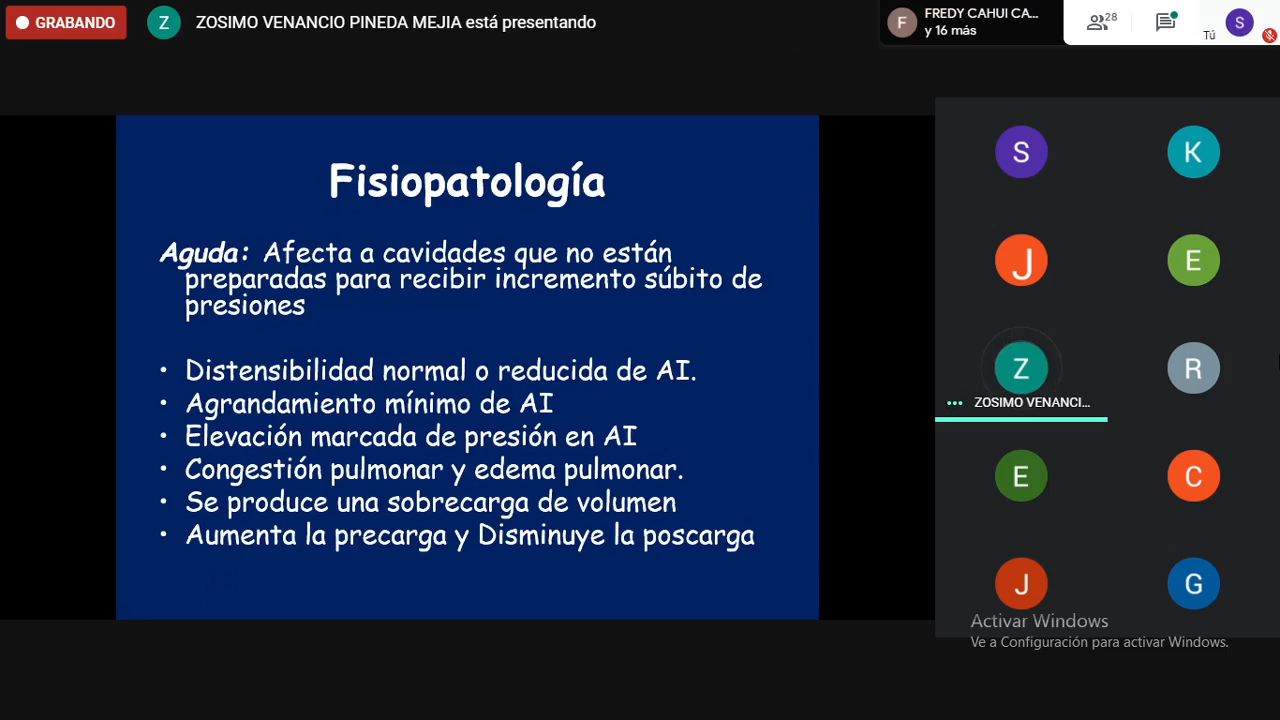 GRABANDO
Z
ZOSIMO VENANCIO PINEDA MEJIA está presentando
F
FREDY CAHUI CA...
y 16 más
28
Tú
S
Fisiopatología
Aguda: Afecta a cavidades que no están
preparadas para recibir incremento súbito de
presiones
• Distensibilidad normal o reducida de AI.
• Agrandamiento mínimo de AI
• Elevación marcada de presión en AI
• Congestión pulmonar y edema pulmonar.
• Se produce una sobrecarga de volumen
• Aumenta la precarga y Disminuye la poscarga
S
K
J
E
Z
ZOSIMO VENANCI...
R
E
C
J
G
Activar Windows
Ve a Configuración para activar Windows.